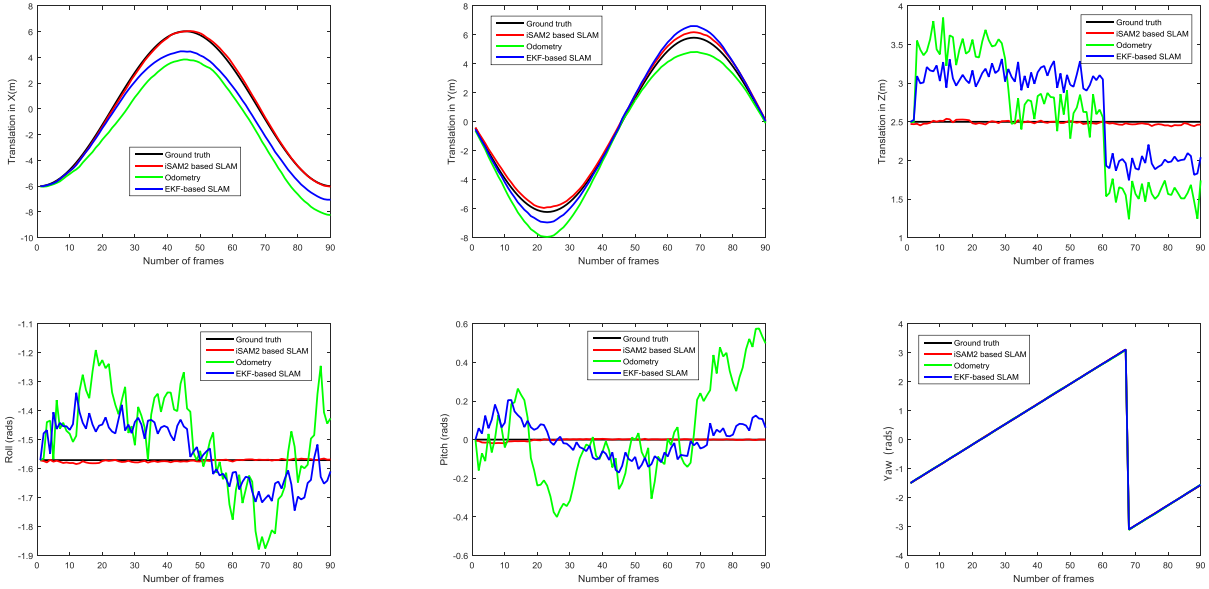 8
6
4
2
0
-2
-4
-6
-8
-10
Translation in X(m)
Ground truth
iSAM2 based SLAM
Odometry
EKF-based SLAM
0 10 20 30 40 50 60 70 80 90
Number of frames
8
6
4
2
0
-2
-4
-6
-8
Translation in Y(m)
Ground truth
iSAM2 based SLAM
Odometry
EKF-based SLAM
0 10 20 30 40 50 60 70 80 90
Number of frames
4
3.5
3
2.5
2
1.5
1
Translation in Z(m)
Ground truth
iSAM2 based SLAM
Odometry
EKF-based SLAM
0 10 20 30 40 50 60 70 80 90
Number of frames
-1.1
-1.2
-1.3
-1.4
-1.5
-1.6
-1.7
-1.8
-1.9
Roll (rads)
Ground truth
iSAM2 based SLAM
Odometry
EKF-based SLAM
0 10 20 30 40 50 60 70 80 90
Number of frames
0.6
0.4
0.2
0
-0.2
-0.4
-0.6
Pitch (rads)
Ground truth
iSAM2 based SLAM
Odometry
EKF-based SLAM
0 10 20 30 40 50 60 70 80 90
Number of frames
4
3
2
1
0
-1
-2
-3
-4
Yaw (rads)
Ground truth
iSAM2 based SLAM
Odometry
EKF-based SLAM
0 10 20 30 40 50 60 70 80 90
Number of frames